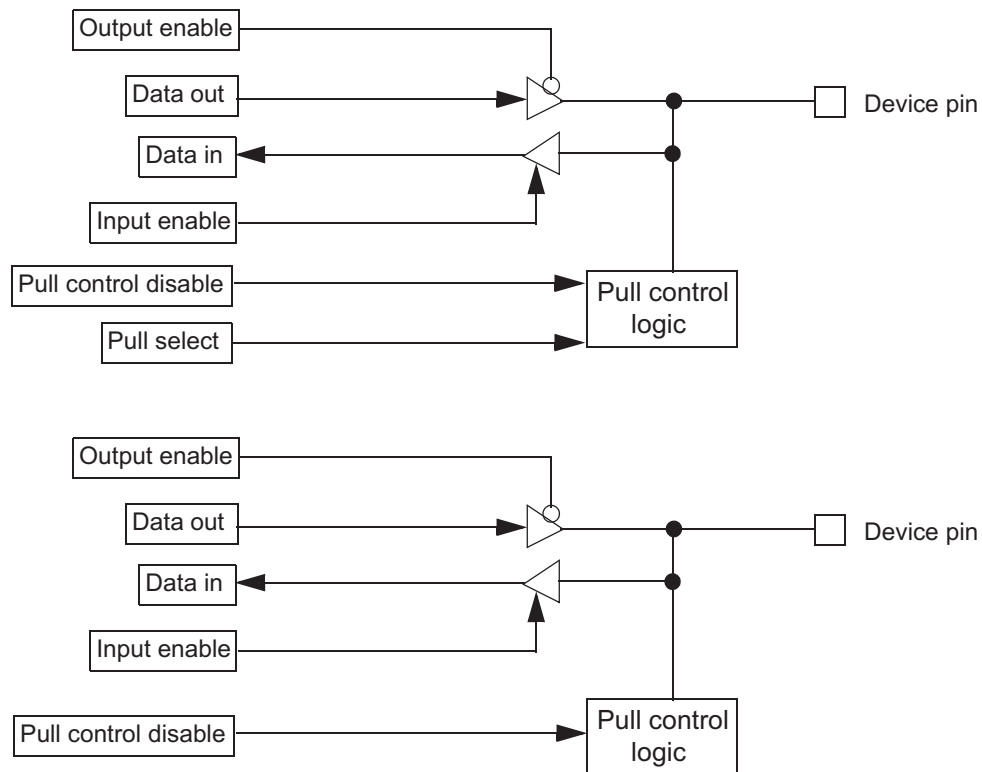 Output enable
Data out
Device pin
Data in
Input enable
Pull control disable
Pull control
logic
Pull select
Output enable
Data out
Device pin
Data in
Input enable
Pull control disable
Pull control
logic